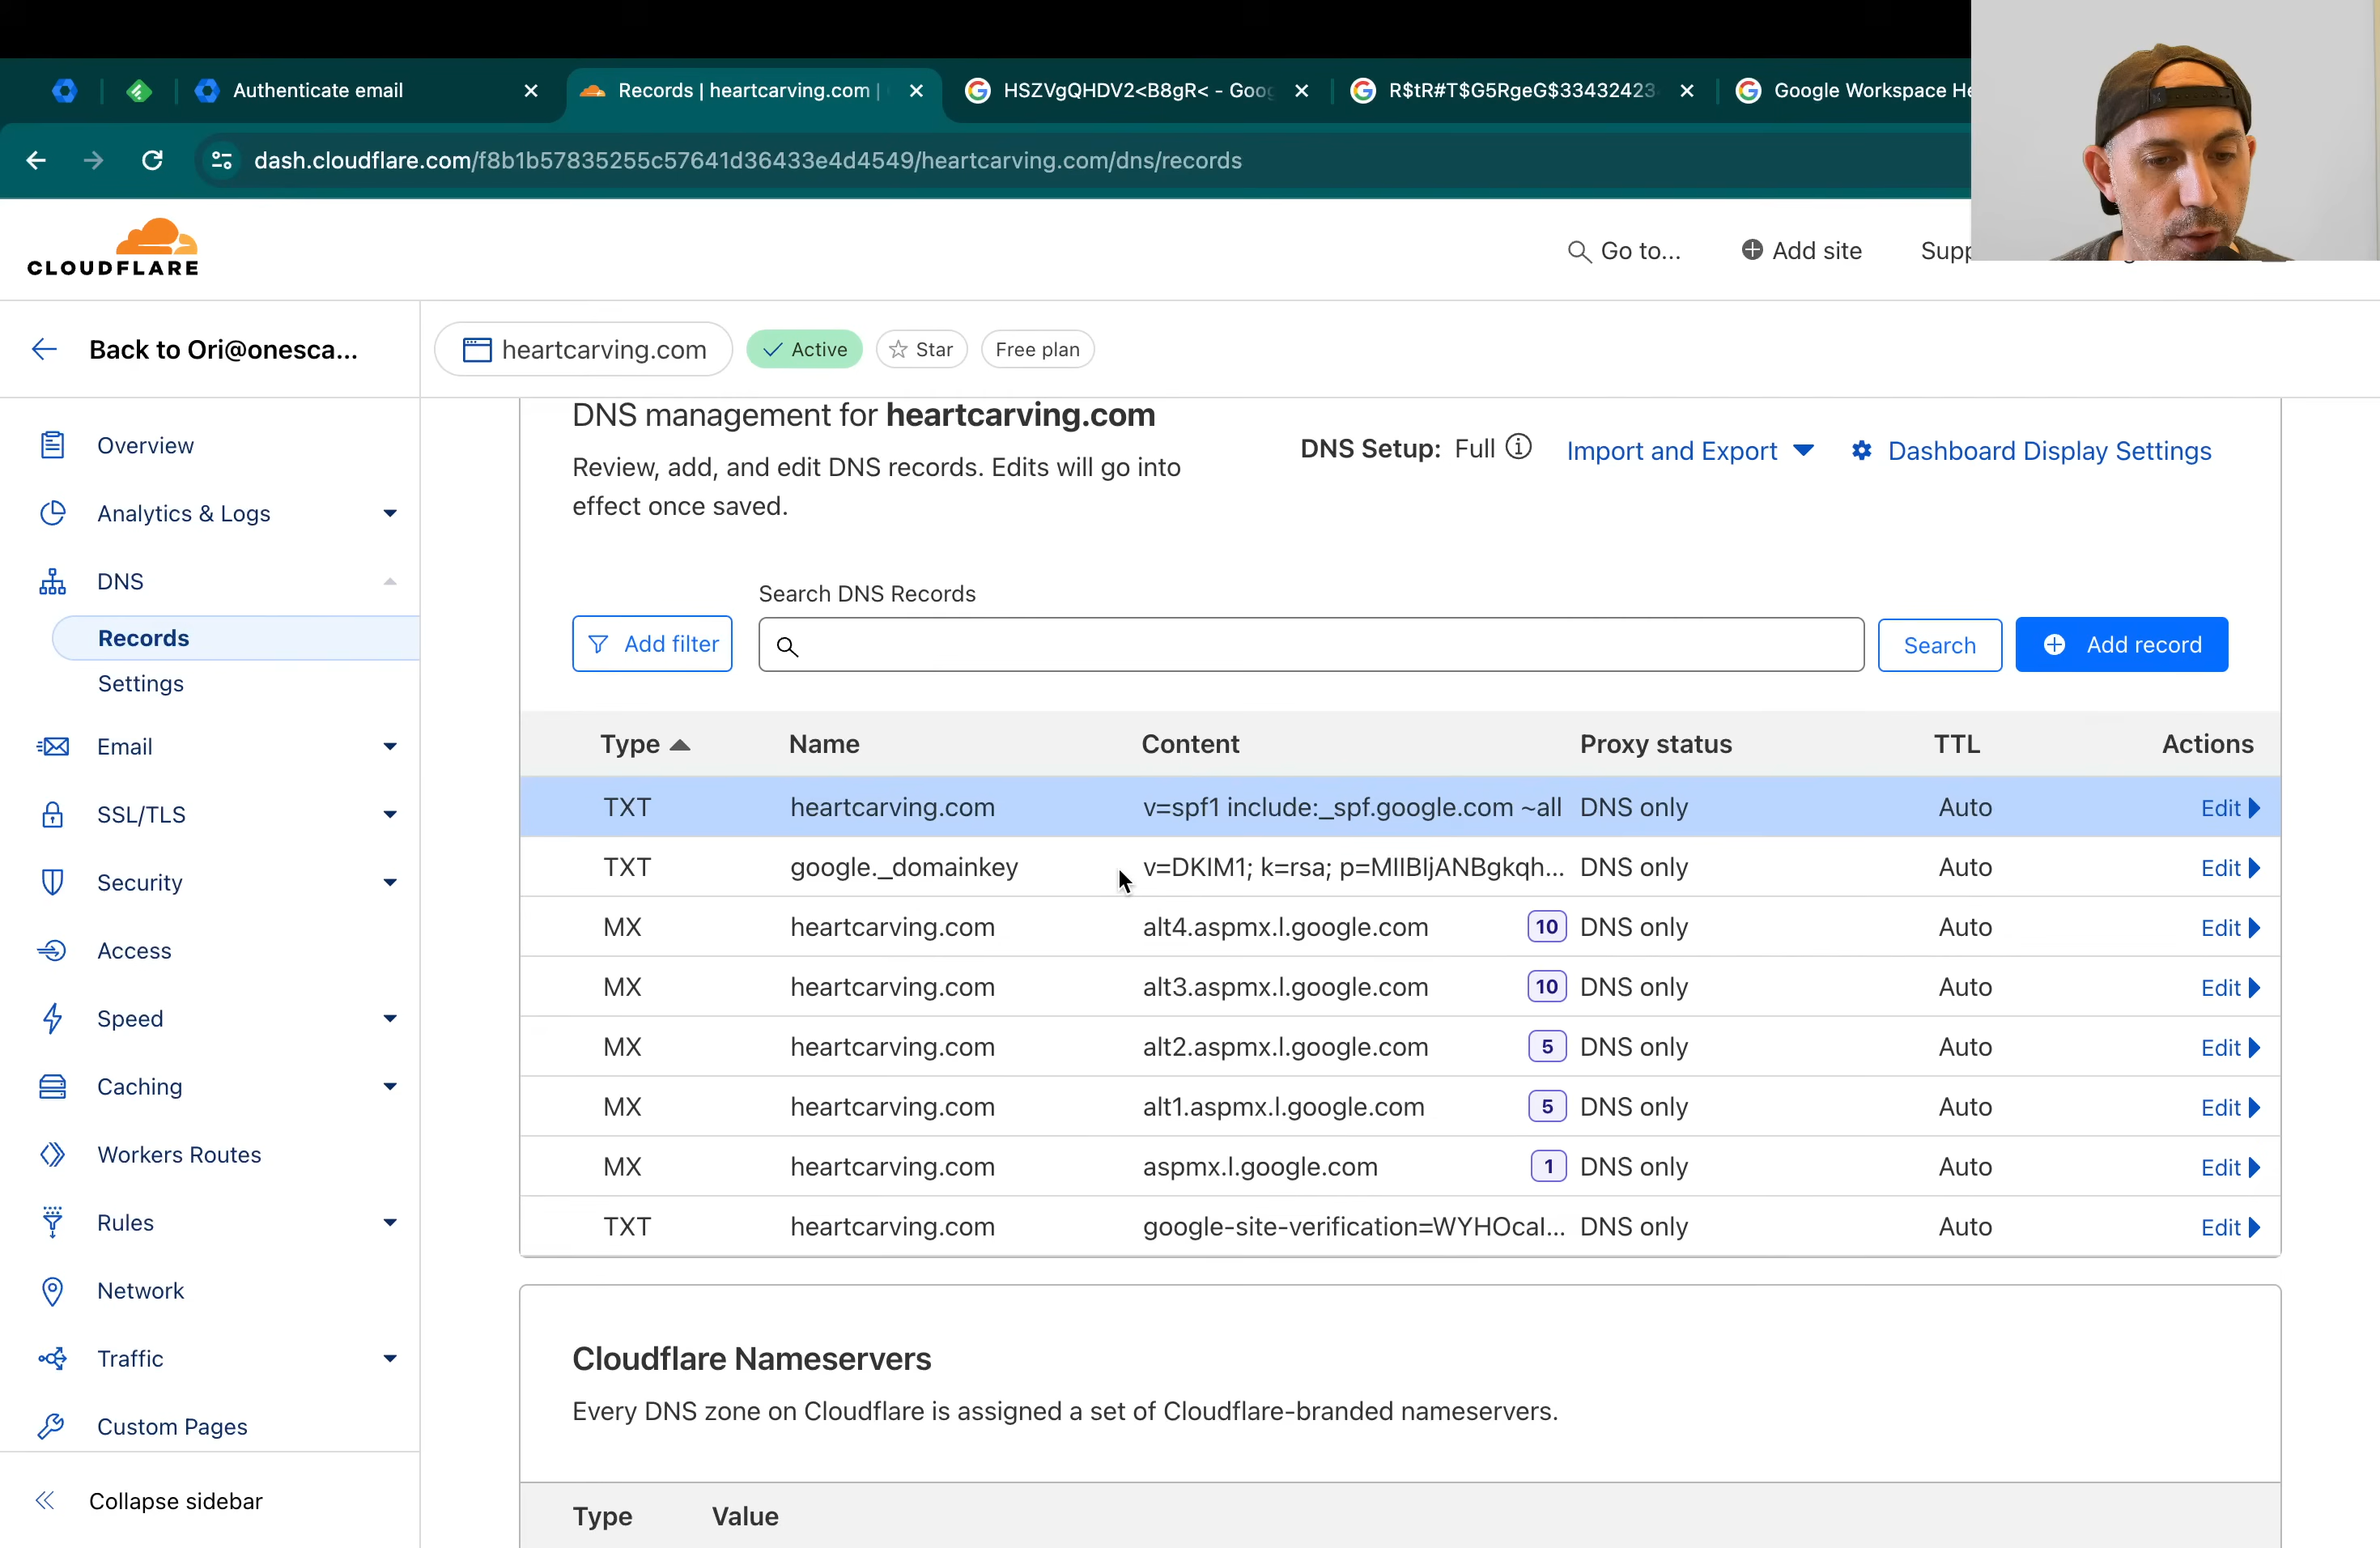 Authenticate email
Records | heartcarving.com |
HSZVgQHDV2<B8gR< - Goog
R$tR#T$G5RgeG$33432423
Google Workspace He
dash.cloudflare.com/f8b1b57835255c57641d36433e4d4549/heartcarving.com/dns/records
CLOUDFLARE
Go to...
Add site
Supp
Back to Ori@onesca...
heartcarving.com
Active
Star
Free plan
Overview
Analytics & Logs
DNS
Records
Settings
Email
SSL/TLS
Security
Access
Speed
Caching
Workers Routes
Rules
Network
Traffic
Custom Pages
Collapse sidebar
DNS management for heartcarving.com
Review, add, and edit DNS records. Edits will go into
effect once saved.
DNS Setup: Full
Import and Export
Dashboard Display Settings
Search DNS Records
Add filter
Search
Add record
Type Name Content Proxy status TTL Actions
TXT heartcarving.com v=spf1 include:_spf.google.com ~all DNS only Auto Edit
TXT google._domainkey v=DKIM1; k=rsa; p=MIIBIjANBgkqh... DNS only Auto Edit
MX heartcarving.com alt4.aspmx.l.google.com 10 DNS only Auto Edit
MX heartcarving.com alt3.aspmx.l.google.com 10 DNS only Auto Edit
MX heartcarving.com alt2.aspmx.l.google.com 5 DNS only Auto Edit
MX heartcarving.com alt1.aspmx.l.google.com 5 DNS only Auto Edit
MX heartcarving.com aspmx.l.google.com 1 DNS only Auto Edit
TXT heartcarving.com google-site-verification=WYHOcaI... DNS only Auto Edit
Cloudflare Nameservers
Every DNS zone on Cloudflare is assigned a set of Cloudflare-branded nameservers.
Type Value